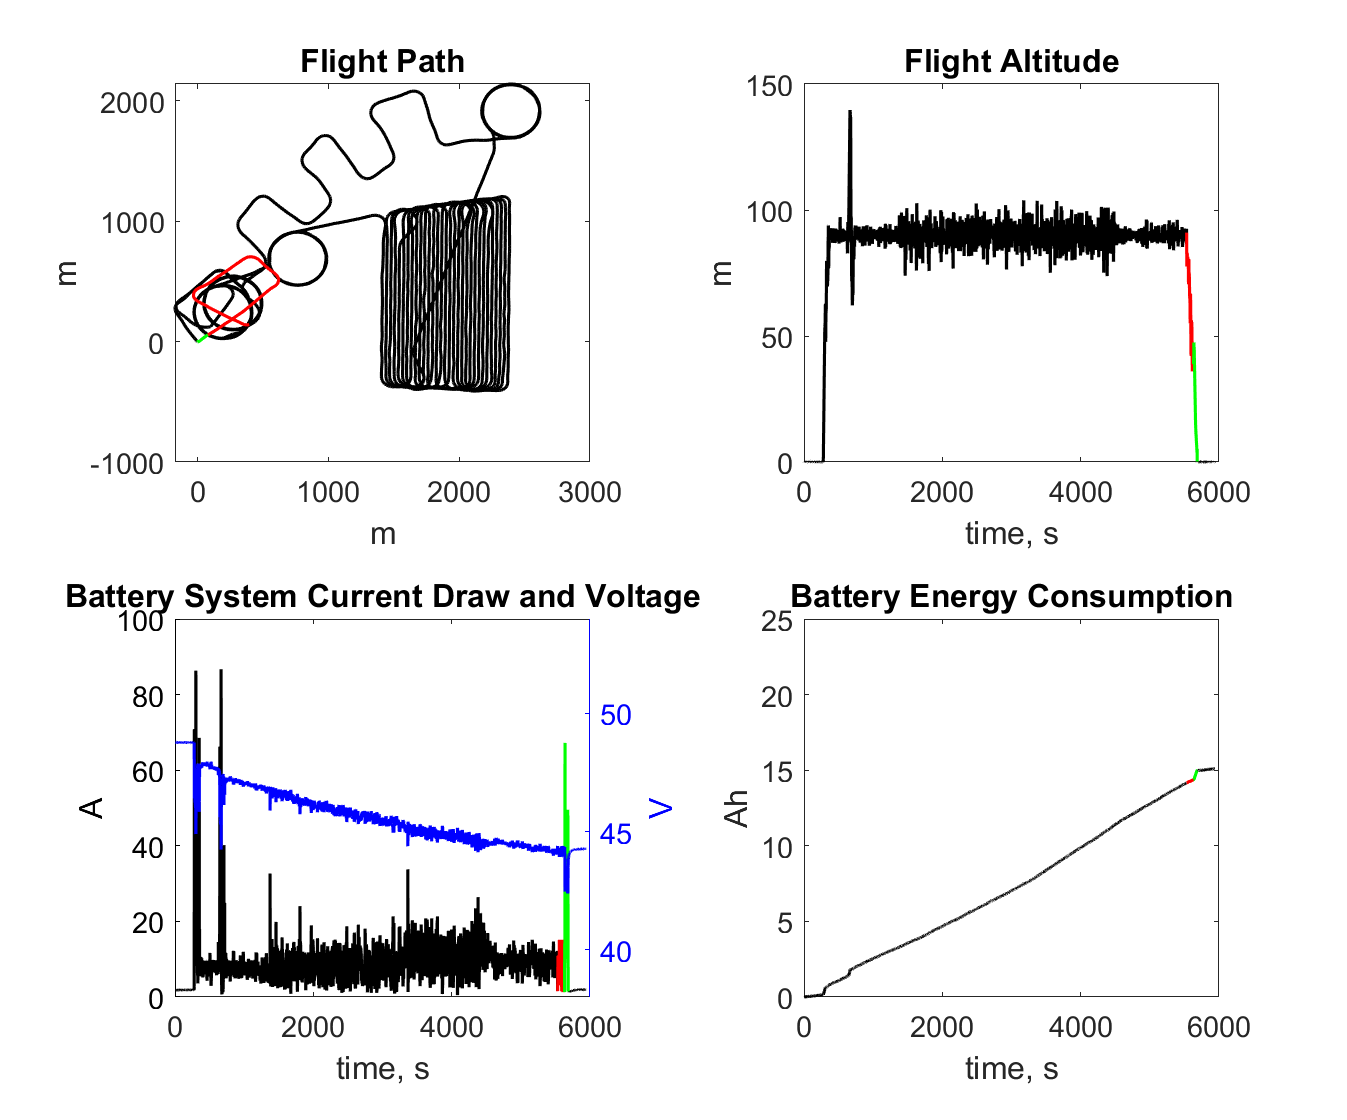 Flight Path
2000
1000
0
-1000
m
0 1000 2000 3000
m
Flight Altitude
150
100
50
0
m
0 2000 4000 6000
time, s
Battery System Current Draw and Voltage
100
80
60
40
20
0
A
50
45
40
V
0 2000 4000 6000
time, s
Battery Energy Consumption
25
20
15
10
5
0
Ah
0 2000 4000 6000
time, s